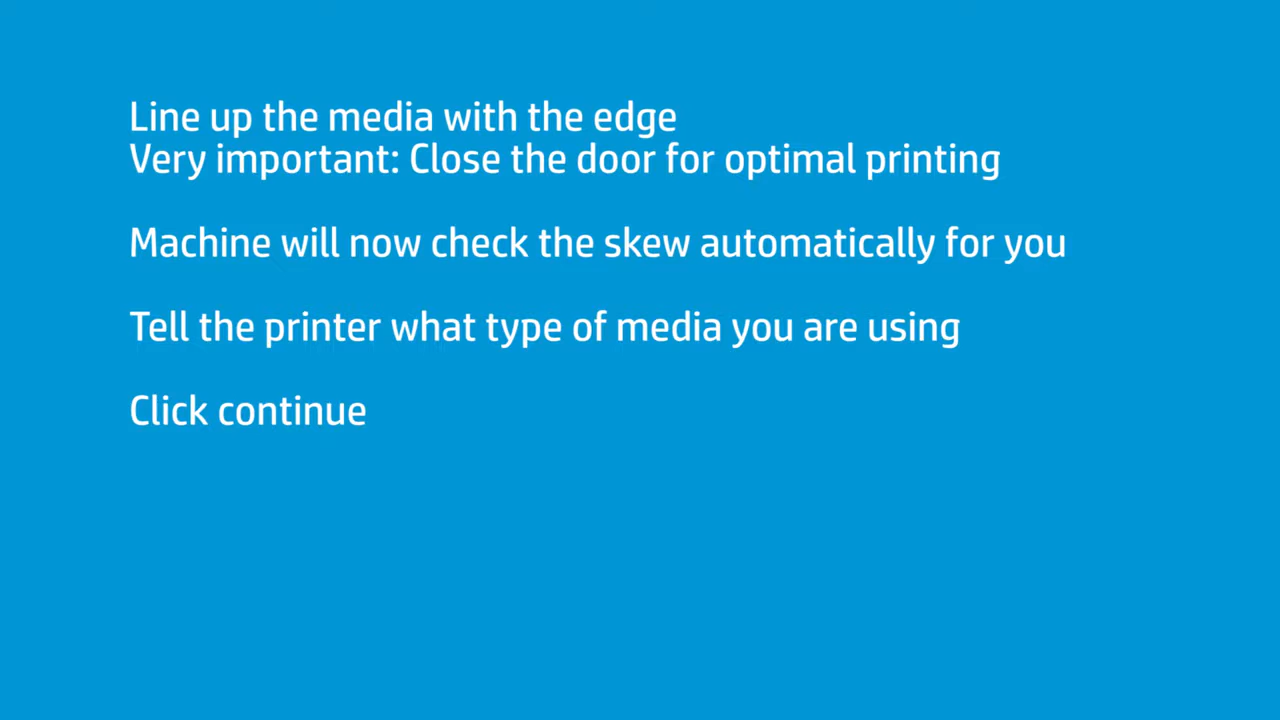 Line up the media with the edge
Very important: Close the door for optimal printing
Machine will now check the skew automatically for you
Tell the printer what type of media you are using
Click continue